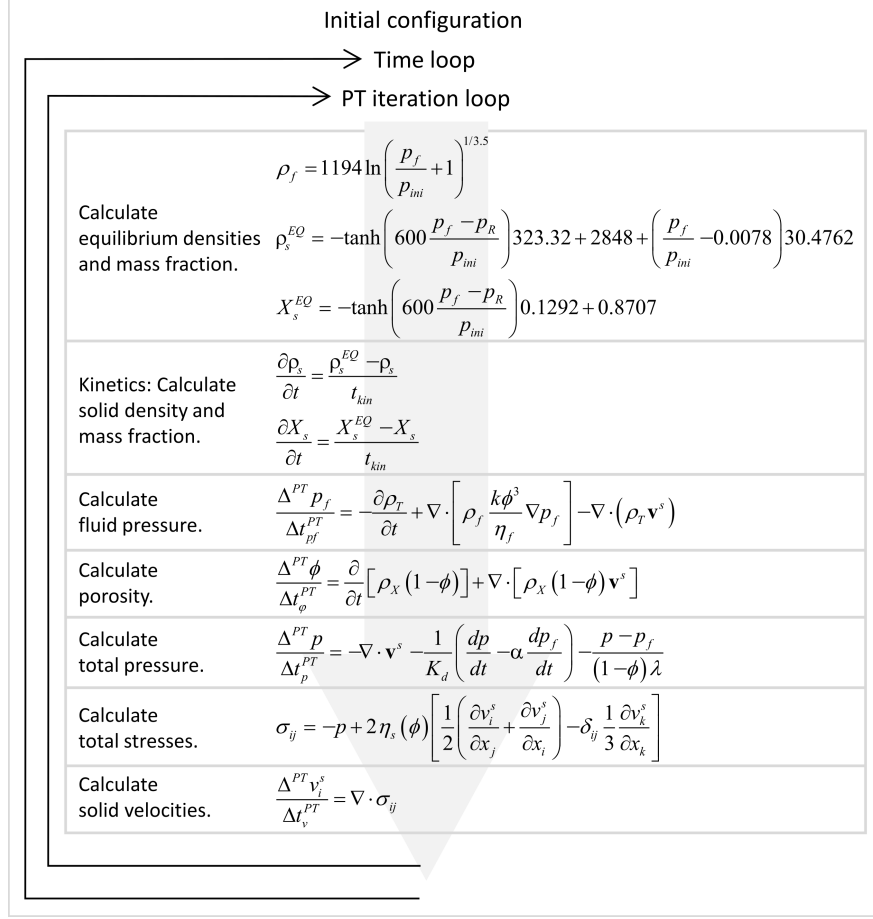 Initial configuration
Time loop
PT iteration loop
Calculate
equilibrium densities
and mass fraction.
ρ_f = 1194 ln( p_f / p_ini + 1 )^{1/3.5}
ρ_s^{EQ} = −tanh( 600 (p_f − p_R) / p_ini ) 323.32 + 2848 + ( p_f / p_ini − 0.0078 ) 30.4762
X_s^{EQ} = −tanh( 600 (p_f − p_R) / p_ini ) 0.1292 + 0.8707
Kinetics: Calculate
solid density and
mass fraction.
∂ρ_s / ∂t = (ρ_s^{EQ} − ρ_s) / t_kin
∂X_s / ∂t = (X_s^{EQ} − X_s) / t_kin
Calculate
fluid pressure.
Δ^{PT} p_f / Δt_{pf}^{PT} = − ∂ρ_T / ∂t + ∇·[ ρ_f (kϕ^3 / η_f) ∇p_f ] − ∇·( ρ_T v^s )
Calculate
porosity.
Δ^{PT} ϕ / Δt_φ^{PT} = ∂/∂t [ ρ_X (1−ϕ) ] + ∇·[ ρ_X (1−ϕ) v^s ]
Calculate
total pressure.
Δ^{PT} p / Δt_p^{PT} = −∇·v^s − (1 / K_d) ( dp/dt − α dp_f/dt ) − (p − p_f) / ((1−ϕ) λ)
Calculate
total stresses.
σ_ij = −p + 2η_s (ϕ) [ (1/2) ( ∂v_i^s / ∂x_j + ∂v_j^s / ∂x_i ) − δ_ij (1/3) ∂v_k^s / ∂x_k ]
Calculate
solid velocities.
Δ^{PT} v_i^s / Δt_v^{PT} = ∇·σ_ij